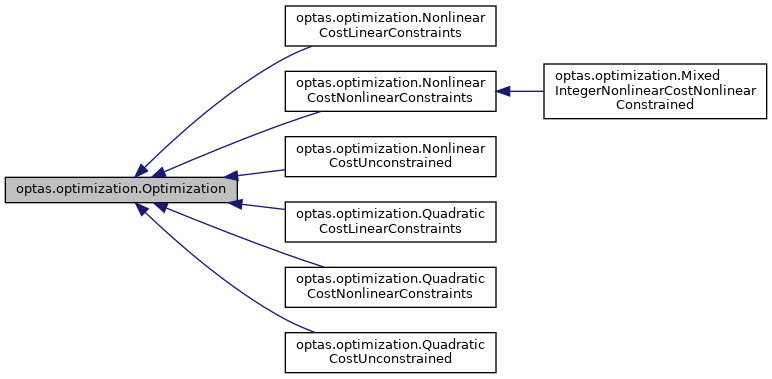 optas.optimization.Nonlinear
CostLinearConstraints
optas.optimization.Nonlinear
CostNonlinearConstraints
optas.optimization.Mixed
IntegerNonlinearCostNonlinear
Constrained
optas.optimization.Nonlinear
CostUnconstrained
optas.optimization.Optimization
optas.optimization.Quadratic
CostLinearConstraints
optas.optimization.Quadratic
CostNonlinearConstraints
optas.optimization.Quadratic
CostUnconstrained